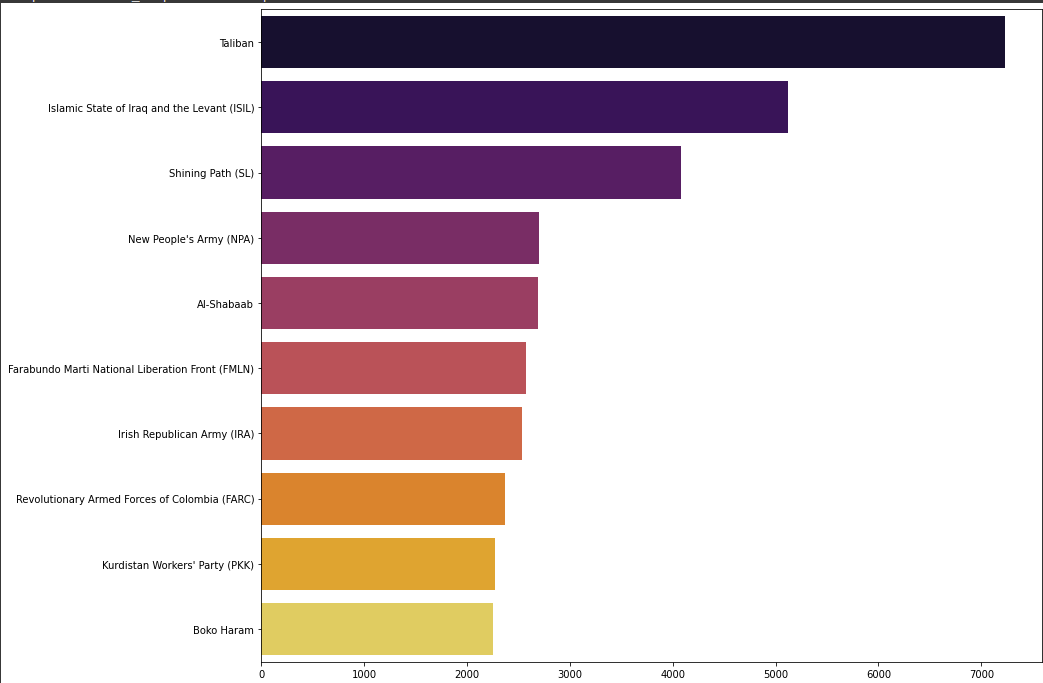 Taliban
Islamic State of Iraq and the Levant (ISIL)
Shining Path (SL)
New People's Army (NPA)
Al-Shabaab
Farabundo Marti National Liberation Front (FMLN)
Irish Republican Army (IRA)
Revolutionary Armed Forces of Colombia (FARC)
Kurdistan Workers' Party (PKK)
Boko Haram
0 1000 2000 3000 4000 5000 6000 7000